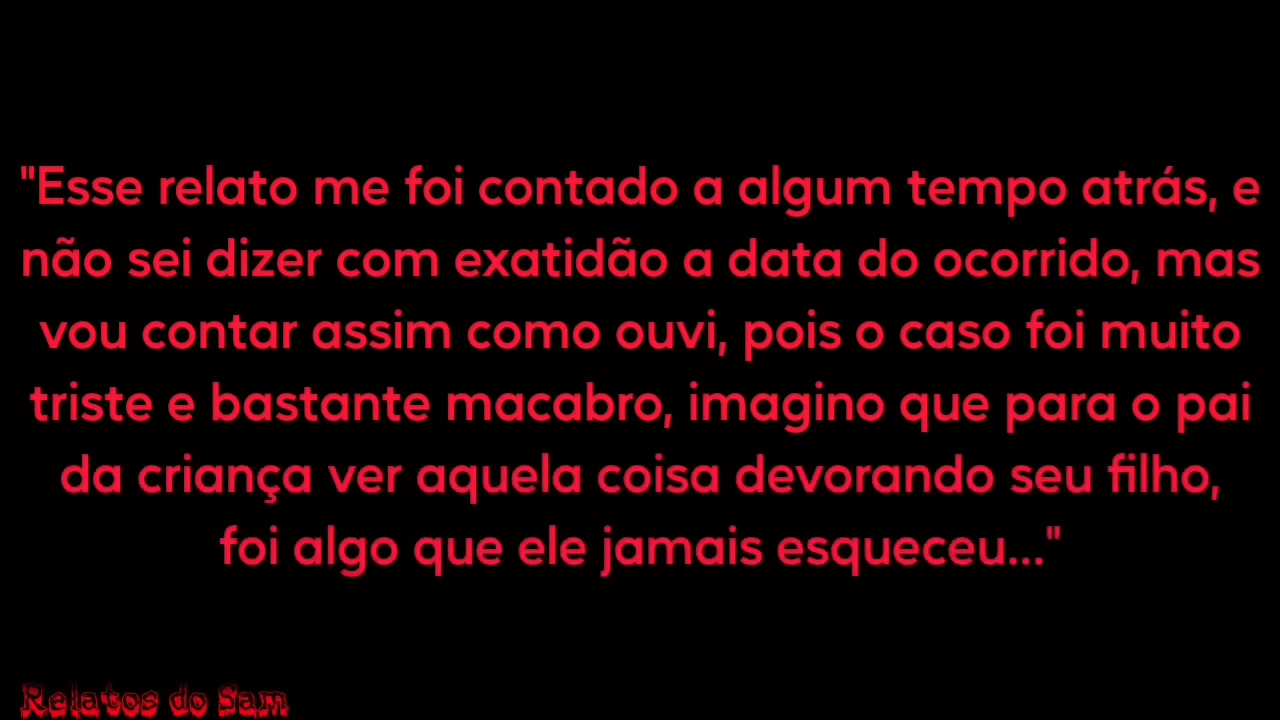 "Esse relato me foi contado a algum tempo atrás, e
não sei dizer com exatidão a data do ocorrido, mas
vou contar assim como ouvi, pois o caso foi muito
triste e bastante macabro, imagino que para o pai
da criança ver aquela coisa devorando seu filho,
foi algo que ele jamais esqueceu..."
Relatos do Sam